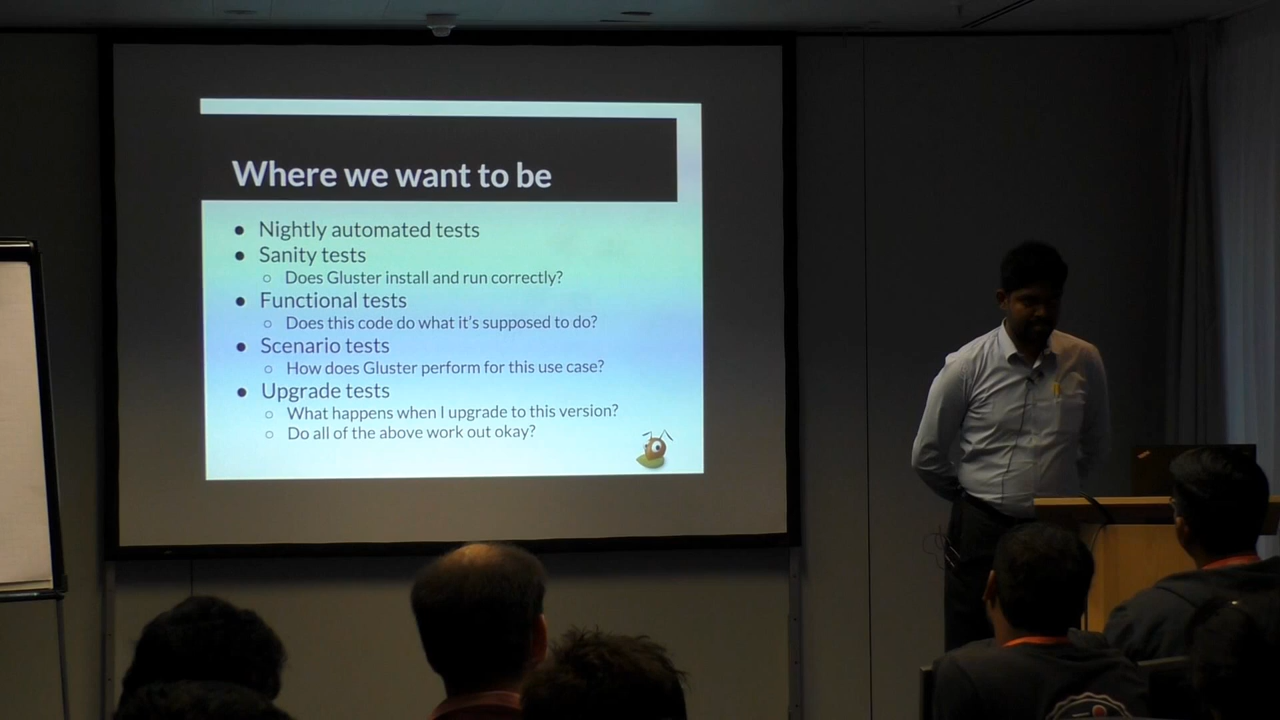 Where we want to be
● Nightly automated tests
● Sanity tests
○ Does Gluster install and run correctly?
● Functional tests
○ Does this code do what it's supposed to do?
● Scenario tests
○ How does Gluster perform for this use case?
● Upgrade tests
○ What happens when I upgrade to this version?
○ Do all of the above work out okay?